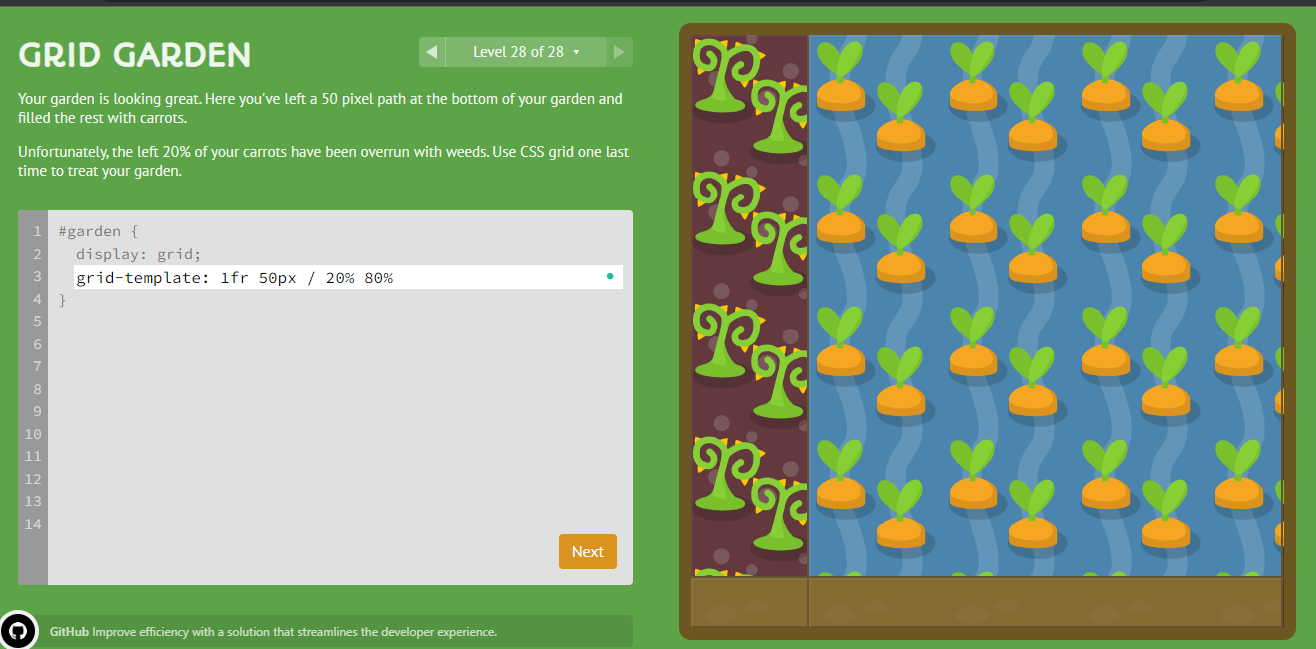 GRID GARDEN
Level 28 of 28
Your garden is looking great. Here you've left a 50 pixel path at the bottom of your garden and
filled the rest with carrots.
Unfortunately, the left 20% of your carrots have been overrun with weeds. Use CSS grid one last
time to treat your garden.
1 #garden {
2 display: grid;
3 grid-template: 1fr 50px / 20% 80%
4 }
5
6
7
8
9
10
11
12
13
14
Next
GitHub Improve efficiency with a solution that streamlines the developer experience.